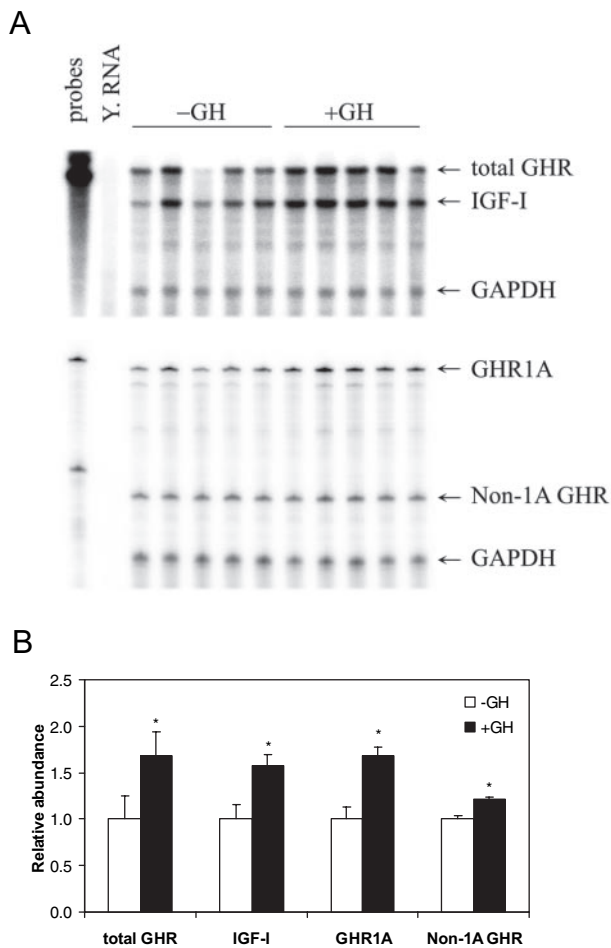 A
probes
Y. RNA
−GH
+GH
← total GHR
← IGF-I
← GAPDH
← GHR1A
← Non-1A GHR
← GAPDH
B
Relative abundance
2.5
2.0
1.5
1.0
0.5
0.0
*
*
*
*
-GH
+GH
total GHR
IGF-I
GHR1A
Non-1A GHR